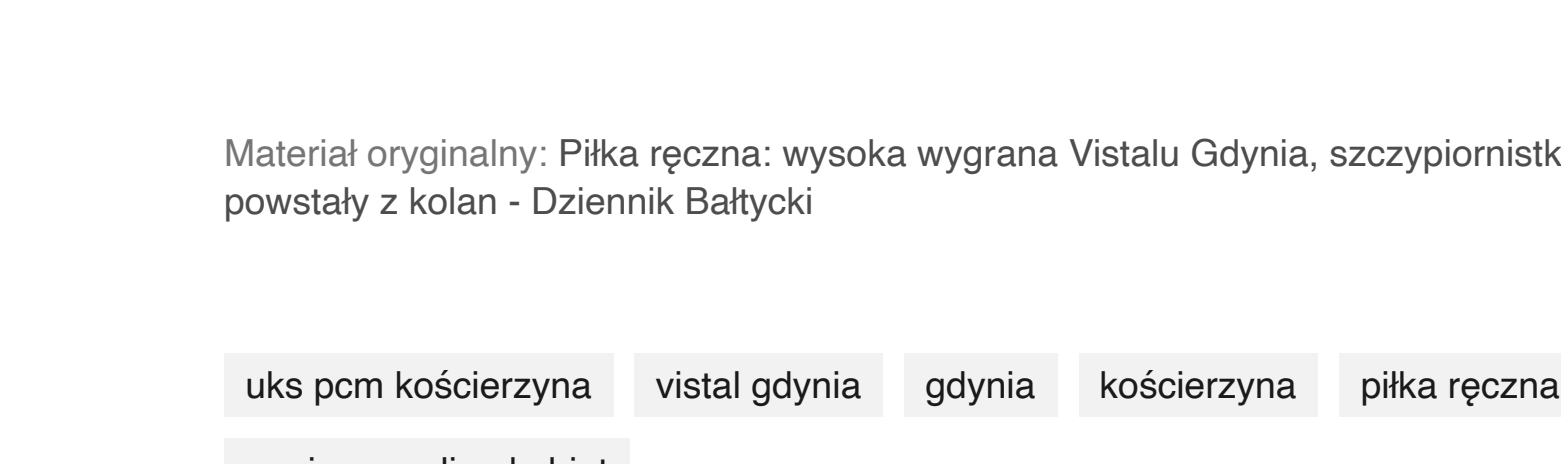 Materiał oryginalny: Piłka ręczna: wysoka wygrana Vistalu Gdynia, szczypiornistk
powstały z kolan - Dziennik Bałtycki
uks pcm kościerzyna vistal gdynia gdynia kościerzyna piłka ręczna